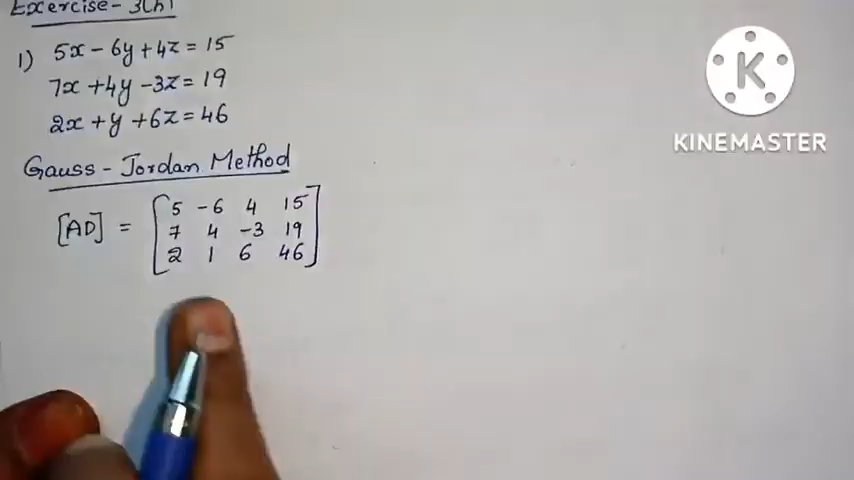 Exercise-3(h)
1) 5x - 6y + 4z = 15
7x + 4y - 3z = 19
2x + y + 6z = 46
Gauss - Jordan Method
[AD] = [5 -6 4 15
7 4 -3 19
2 1 6 46]
K
KINEMASTER